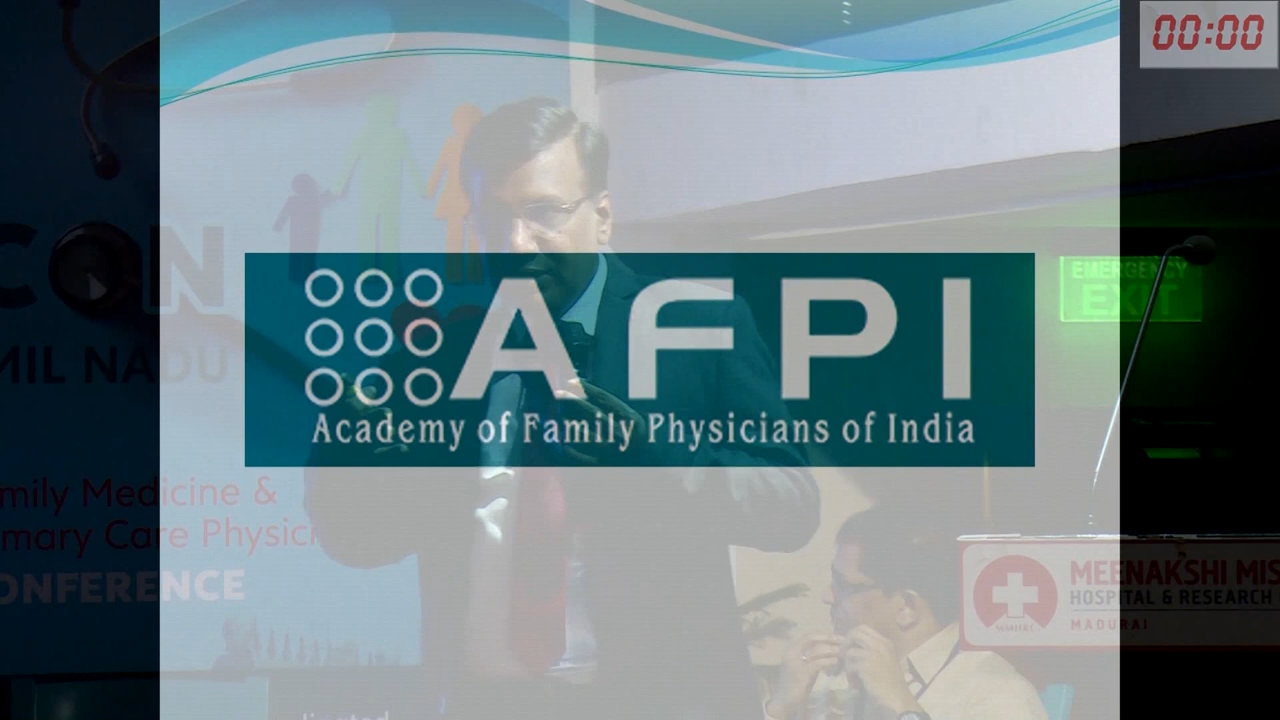 00:00
CON
MIL NADU
EMERGENCY
EXIT
AFPI
Academy of Family Physicians of India
mily Medicine &
mary Care Physici
ONFERENCE
MEENAKSHI MIS
HOSPITAL & RESEARCH
MADURAI